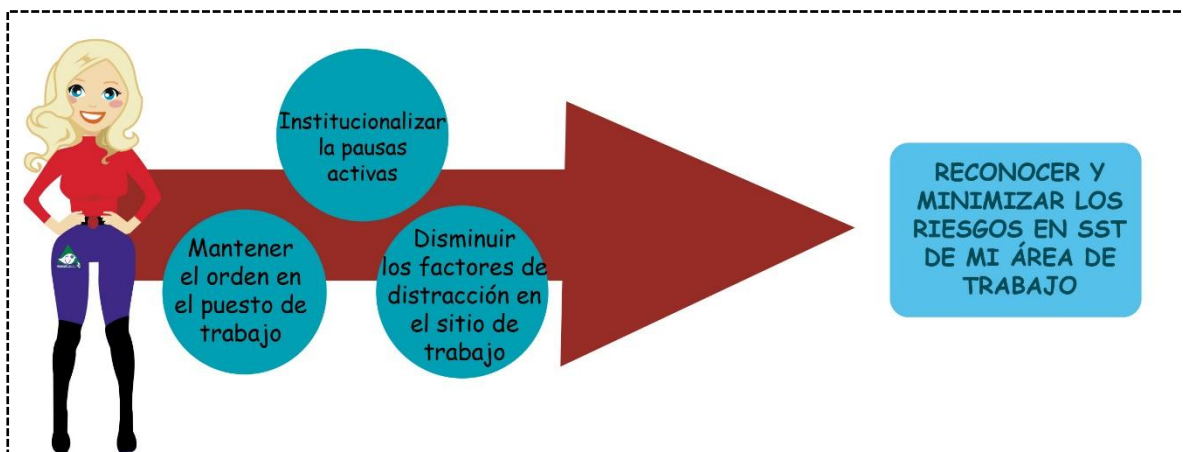 Institucionalizar
la pausas
activas
Mantener
el orden en
el puesto de
trabajo
Disminuir
los factores de
distracción en
el sitio de
trabajo
RECONOCER Y
MINIMIZAR LOS
RIESGOS EN SST
DE MI ÁREA DE
TRABAJO